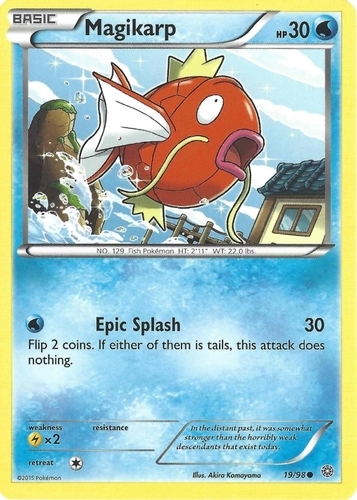 BASIC
Magikarp HP 30
NO. 129 Fish Pokémon HT: 2'11" WT: 22.0 lbs.
Epic Splash 30
Flip 2 coins. If either of them is tails, this attack does
nothing.
weakness resistance
×2
In the distant past, it was somewhat
stronger than the horribly weak
descendants that exist today.
retreat
©2015 Pokémon Illus. Akira Komayama 19/98